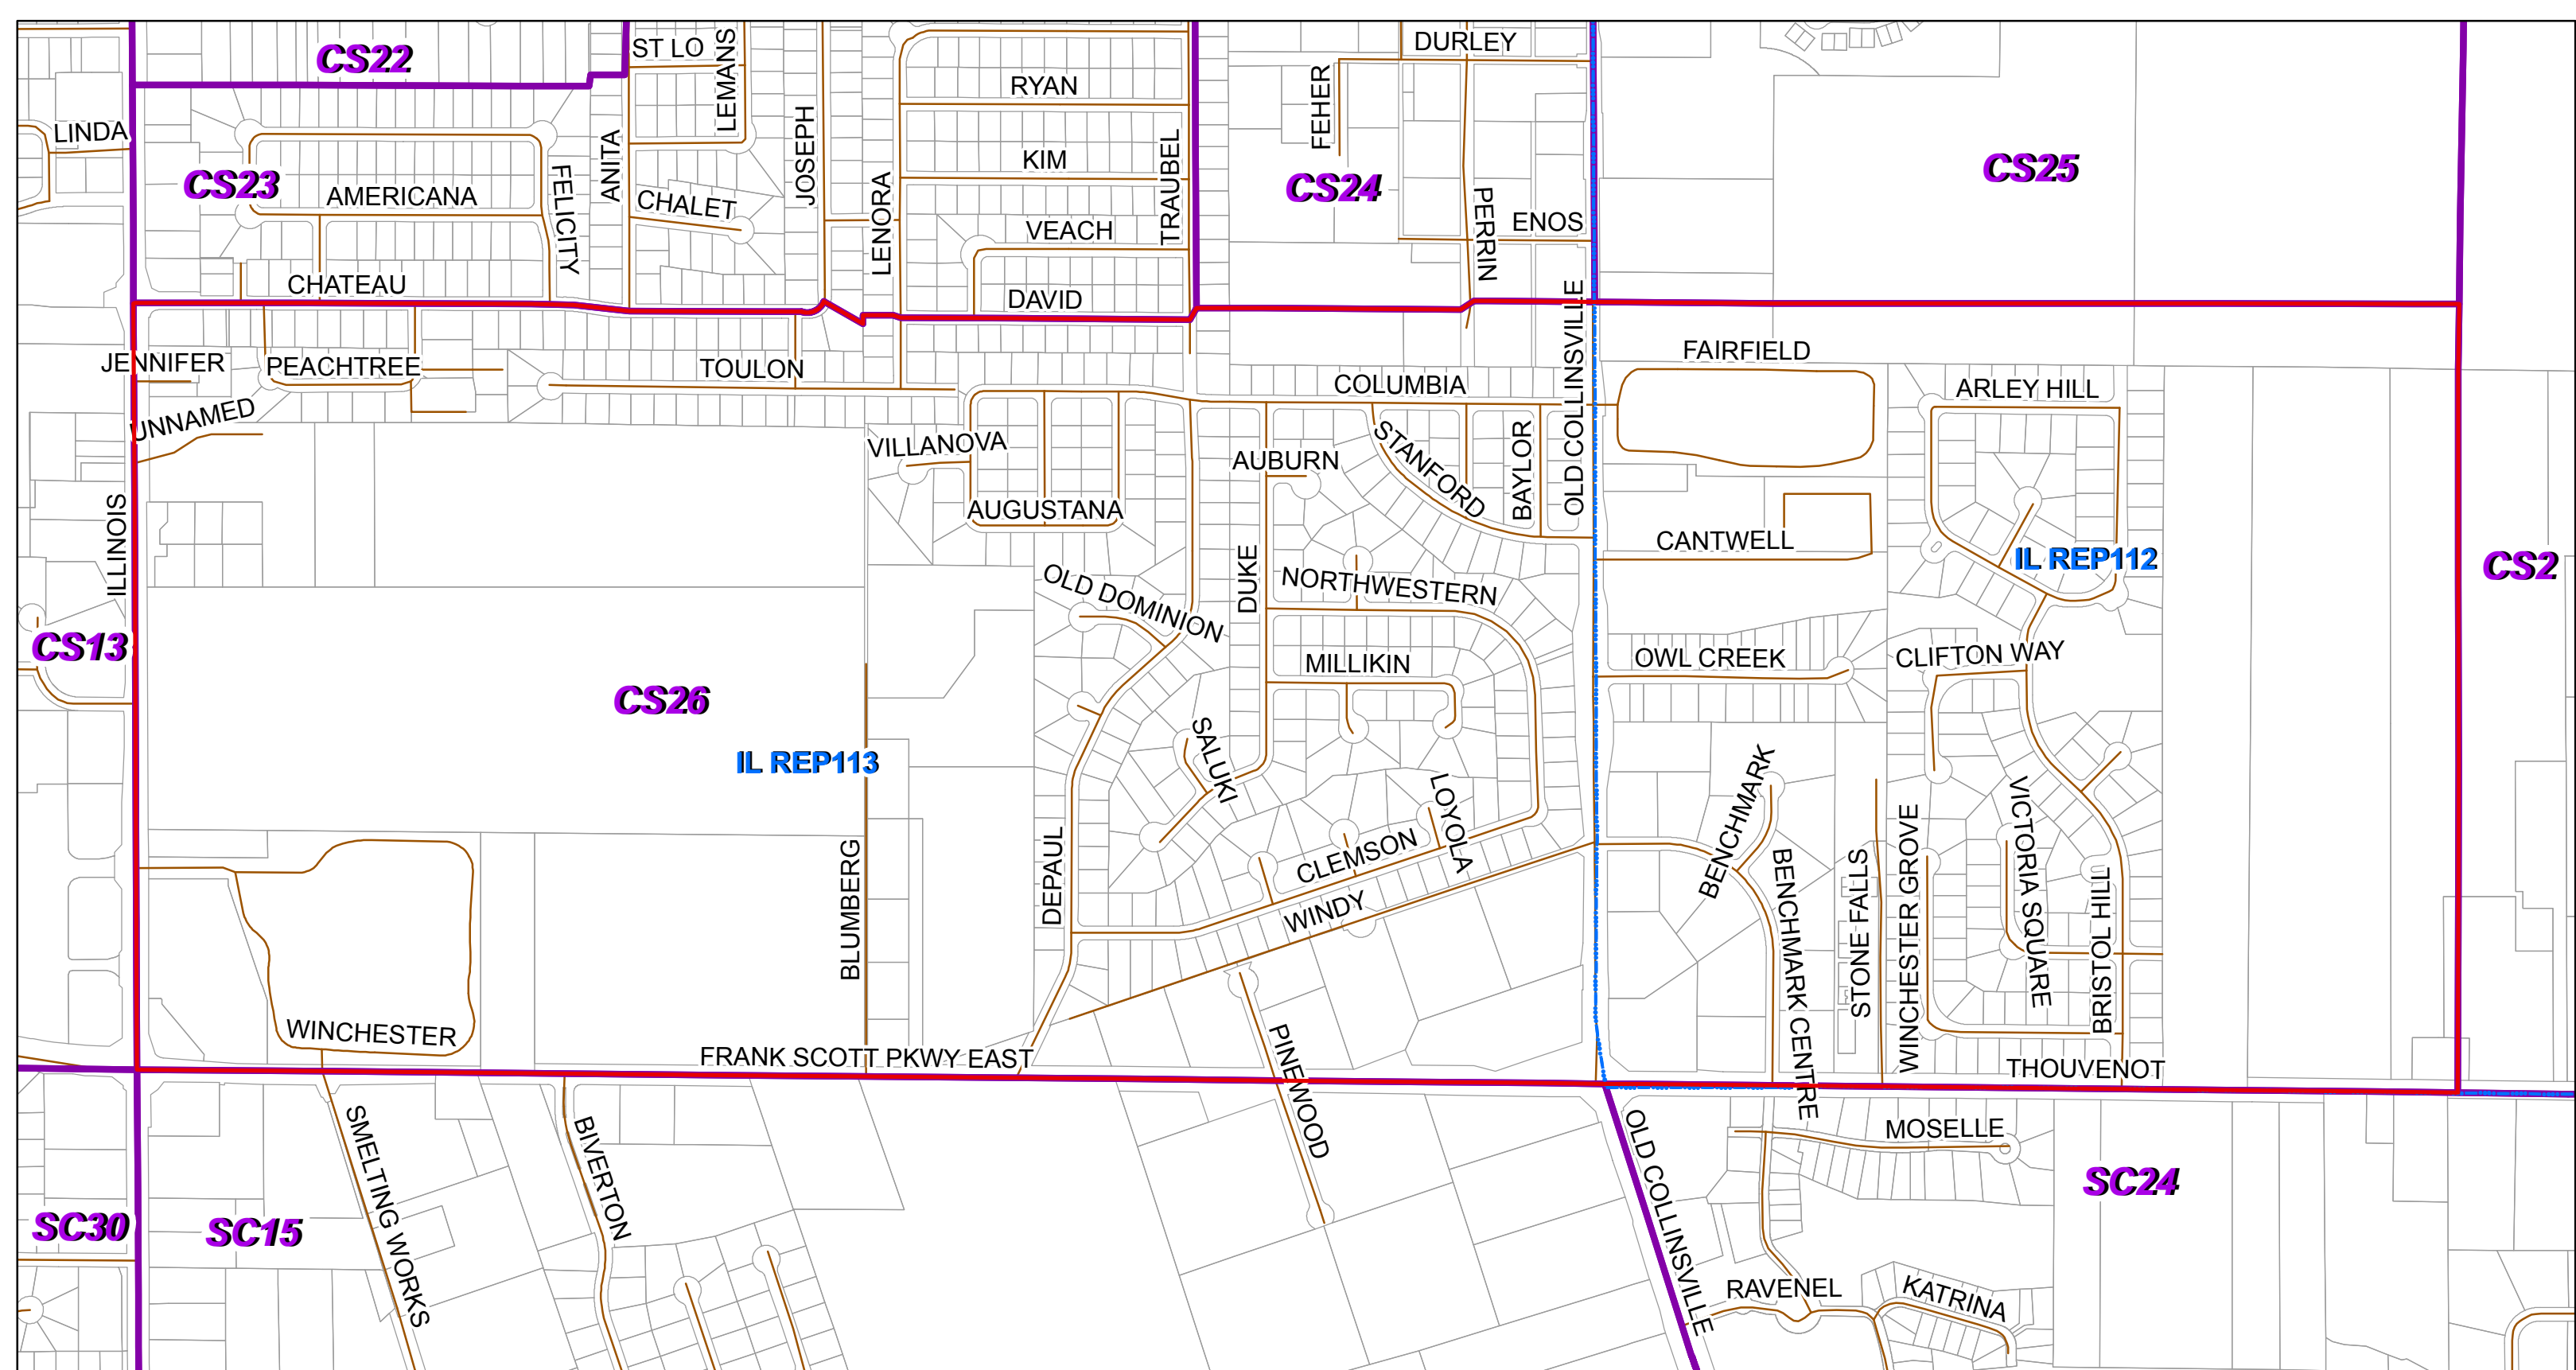 CS22
ST LO
LEMANS
DURLEY
RYAN
FEHER
LINDA
JOSEPH
ANITA
KIM
TRAUBEL
CS25
CS23
AMERICANA
FELICITY
CHALET
LENORA
CS24
PERRIN
ENOS
VEACH
CHATEAU
DAVID
OLD COLLINSVILLE
JENNIFER
PEACHTREE
TOULON
COLUMBIA
FAIRFIELD
ARLEY HILL
UNNAMED
VILLANOVA
AUBURN
STANFORD
BAYLOR
ILLINOIS
AUGUSTANA
CANTWELL
IL REP112
CS2
OLD DOMINION
DUKE
NORTHWESTERN
CS13
MILLIKIN
OWL CREEK
CLIFTON WAY
CS26
IL REP113
SALUKI
LOYOLA
BENCHMARK
VICTORIA SQUARE
BLUMBERG
DEPAUL
CLEMSON
WINDY
BENCHMARK CENTRE
STONE FALLS
WINCHESTER GROVE
BRISTOL HILL
WINCHESTER
FRANK SCOTT PKWY EAST
PINEWOOD
THOUVENOT
SMELTING WORKS
BIVERTON
OLD COLLINSVILLE
MOSELLE
SC24
SC30
SC15
RAVENEL
KATRINA